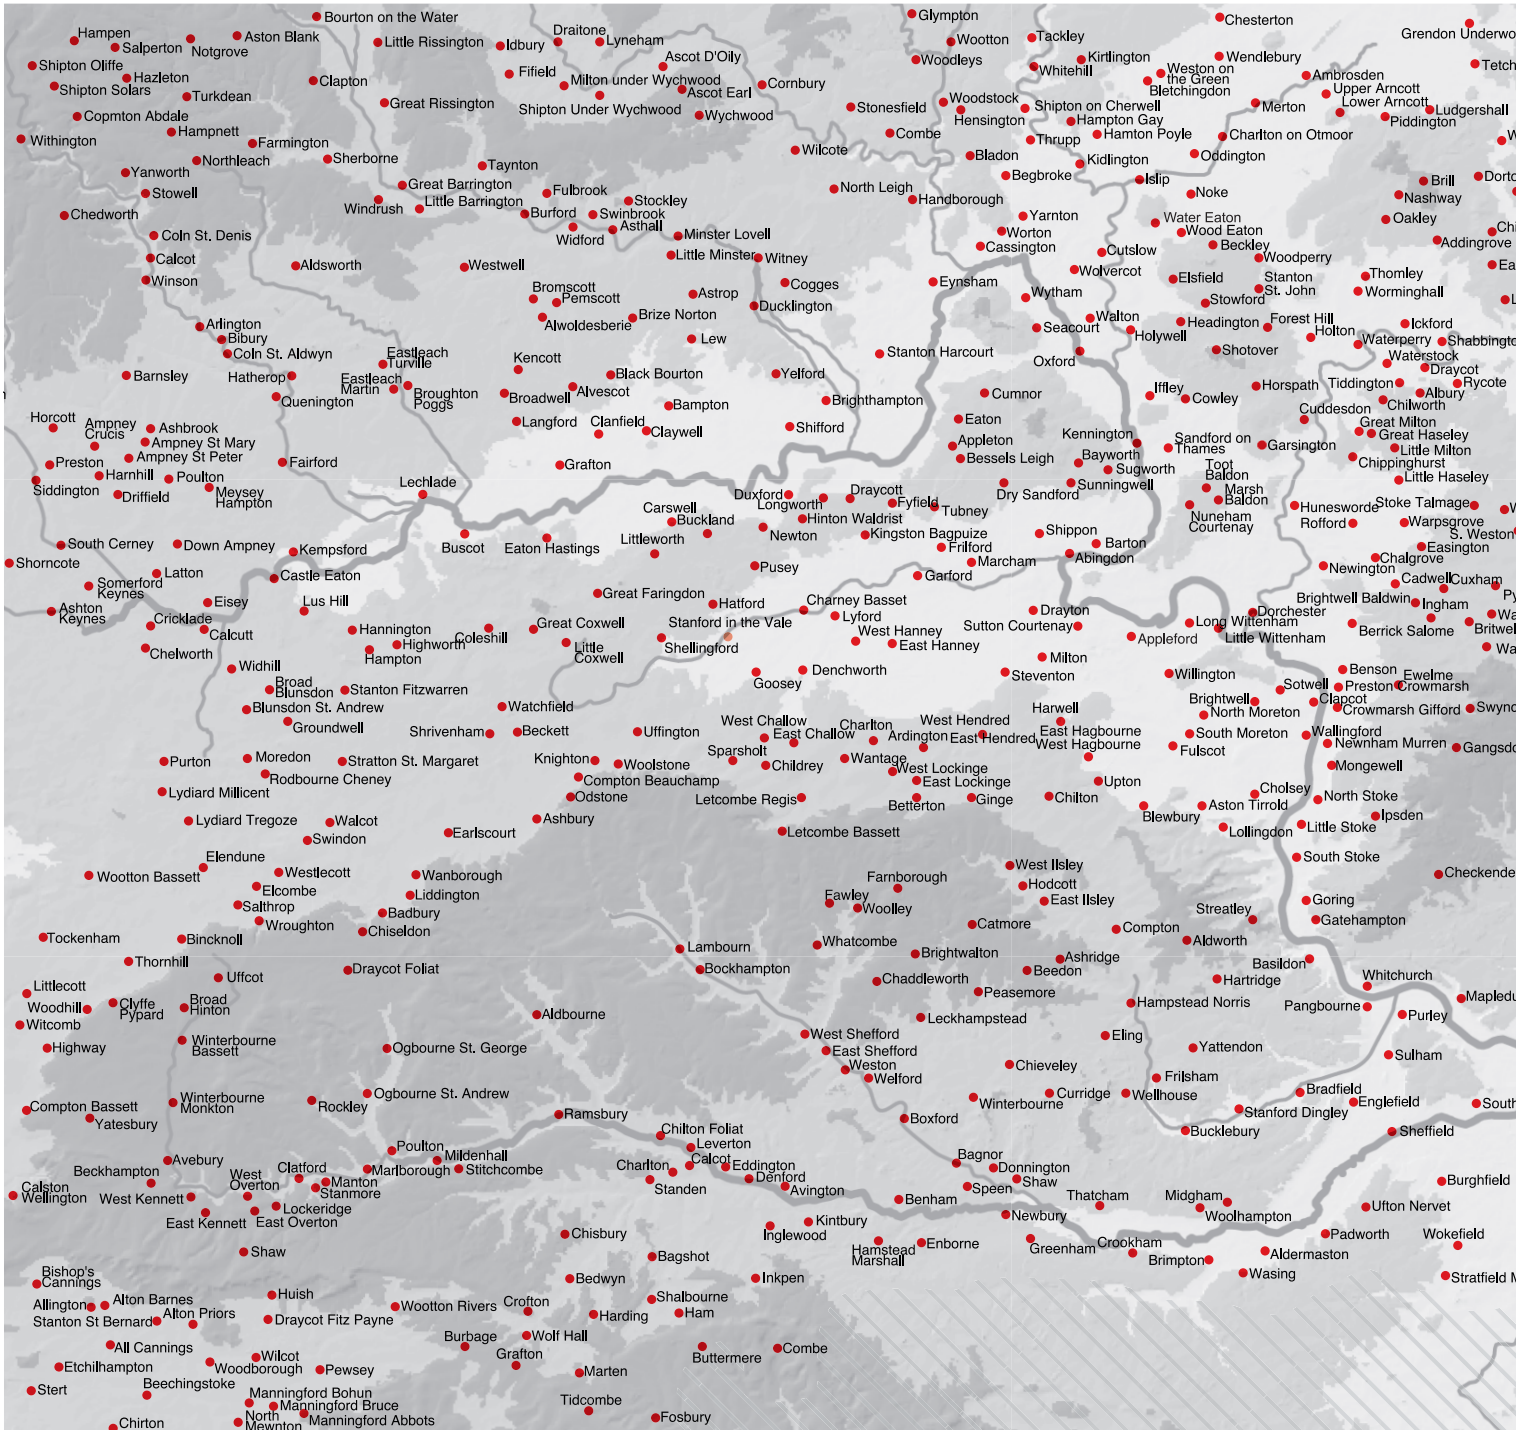 Bourton on the Water
Glympton
Chesterton
Hampen
Salperton
Notgrove
Aston Blank
Little Rissington
Idbury
Draitone
Lyneham
Wootton
Tackley
Grendon Underwo
Shipton Oliffe
Hazleton
Shipton Solars
Turkdean
Clapton
Great Rissington
Fifield
Milton under Wychwood
Shipton Under Wychwood
Ascot D'Oily
Ascot Earl
Wychwood
Cornbury
Woodleys
Whitehill
Kirtlington
Weston on
the Green
Bletchingdon
Wendlebury
Ambrosden
Tetch
Upper Arncott
Lower Arncott
Ludgershall
Piddington
Merton
Copmton Abdale
Hampnett
Farmington
Withington
Northleach
Sherborne
Stonesfield
Woodstock
Hensington
Shipton on Cherwell
Hampton Gay
Hamton Poyle
Thrupp
Combe
Wilcote
Charlton on Otmoor
Oddington
W
Yanworth
Stowell
Taynton
Great Barrington
Little Barrington
Windrush
Fulbrook
Burford
Swinbrook
Stockley
Widford
Asthall
Minster Lovell
Little Minster
Witney
North Leigh
Handborough
Bladon
Begbroke
Kidlington
Islip
Noke
Brill
Nashway
Dorto
Oakley
Addingrove
Chi
Chedworth
Coln St. Denis
Calcot
Winson
Aldsworth
Westwell
Yarnton
Worton
Cassington
Cutslow
Wolvercot
Water Eaton
Wood Eaton
Beckley
Woodperry
Ea
Bromscott
Pemscott
Alwoldesberie
Brize Norton
Astrop
Cogges
Ducklington
Eynsham
Wytham
Elsfield
Stanton
St. John
Stowford
Thomley
Worminghall
L
Arlington
Bibury
Coln St. Aldwyn
Eastleach
Turville
Kencott
Lew
Stanton Harcourt
Seacourt
Walton
Holywell
Oxford
Headington
Forest Hill
Shotover
Holton
Ickford
Waterperry
Shabbingto
Waterstock
Draycot
Barnsley
Hatherop
Quenington
Eastleach
Martin
Broughton
Poggs
Broadwell
Alvescot
Black Bourton
Yelford
Bampton
Brighthampton
Cumnor
Iffley
Cowley
Horspath
Tiddington
Rycote
Albury
Chilworth
Horcott
Ampney
Crucis
Ashbrook
Ampney St Mary
Ampney St Peter
Langford
Clanfield
Claywell
Shifford
Eaton
Appleton
Bessels Leigh
Kennington
Bayworth
Sugworth
Sandford on
Thames
Garsington
Cuddesdon
Great Milton
Great Haseley
Little Milton
Chippinghurst
Little Haseley
Preston
Siddington
Harnhill
Driffield
Poulton
Meysey
Hampton
Fairford
Lechlade
Grafton
Duxford
Longworth
Draycott
Fyfield
Tubney
Dry Sandford
Sunningwell
Toot
Baldon
Marsh
Baldon
Nuneham
Courtenay
Hunesworde
Rofford
Stoke Talmage
W
Warpsgrove
S. Weston
Carswell
Buckland
Littleworth
Newton
Hinton Waldrist
Kingston Bagpuize
Frilford
Marcham
Garford
Shippon
Barton
Abingdon
Easington
Chalgrove
Newington
Cadwell
Cuxham
South Cerney
Down Ampney
Kempsford
Buscot
Eaton Hastings
Shorncote
Somerford
Keynes
Latton
Castle Eaton
Pusey
Ashton
Keynes
Eisey
Lus Hill
Cricklade
Calcutt
Chelworth
Great Faringdon
Hatford
Stanford in the Vale
Charney Basset
Lyford
West Hanney
East Hanney
Drayton
Sutton Courtenay
Appleford
Long Wittenham
Little Wittenham
Dorchester
Brightwell Baldwin
Ingham
Berrick Salome
Py
Wa
Britwel
Wa
Hannington
Hampton
Highworth
Coleshill
Great Coxwell
Little
Coxwell
Shellingford
Goosey
Denchworth
Milton
Steventon
Willington
Widhill
Broad
Blunsdon
Blunsdon St. Andrew
Groundwell
Stanton Fitzwarren
Watchfield
Shrivenham
Beckett
Uffington
West Challow
East Challow
Charlton
Ardington
West Hendred
East Hendred
Harwell
East Hagbourne
West Hagbourne
Brightwell
North Moreton
South Moreton
Fulscot
Sotwell
Benson
Ewelme
Preston Crowmarsh
Clapcot
Crowmarsh Gifford
Swync
Wallingford
Newnham Murren
Gangsdo
Mongewell
Purton
Moredon
Rodbourne Cheney
Stratton St. Margaret
Knighton
Woolstone
Compton Beauchamp
Odstone
Sparsholt
Childrey
Wantage
West Lockinge
East Lockinge
Betterton
Ginge
Letcombe Regis
Upton
Chilton
Blewbury
Aston Tirrold
Cholsey
North Stoke
Ipsden
Lydiard Millicent
Lydiard Tregoze
Walcot
Swindon
Earlscourt
Ashbury
Letcombe Bassett
Lollingdon
Little Stoke
South Stoke
Elendune
Wootton Bassett
Westlecott
Elcombe
Salthrop
Wroughton
Wanborough
Liddington
Badbury
Chiseldon
Farnborough
Fawley
Woolley
West Ilsley
Hodcott
East Ilsley
Checkende
Goring
Gatehampton
Streatley
Tockenham
Bincknoll
Thornhill
Uffcot
Draycot Foliat
Lambourn
Bockhampton
Whatcombe
Catmore
Brightwalton
Chaddleworth
Compton
Aldworth
Ashridge
Beedon
Peasemore
Basildon
Hartridge
Hampstead Norris
Whitchurch
Pangbourne
Mapledu
Purley
Littlecott
Woodhill
Clyffe
Pypard
Broad
Hinton
Witcomb
Highway
Winterbourne
Bassett
Aldbourne
Ogbourne St. George
West Shefford
East Shefford
Weston
Welford
Leckhampstead
Chieveley
Eling
Yattendon
Frilsham
Sulham
Compton Bassett
Yatesbury
Winterbourne
Monkton
Rockley
Ogbourne St. Andrew
Ramsbury
Boxford
Winterbourne
Curridge
Wellhouse
Bucklebury
Stanford Dingley
Bradfield
Englefield
South
Sheffield
Beckhampton
Avebury
Calston
Wellington
West Kennett
East Kennett
West
Overton
East Overton
Lockeridge
Clatford
Manton
Stanmore
Marlborough
Poulton
Mildenhall
Stitchcombe
Chilton Foliat
Leverton
Calcot
Charlton
Standen
Eddington
Denford
Avington
Bagnor
Donnington
Shaw
Speen
Benham
Newbury
Thatcham
Midgham
Woolhampton
Burghfield
Ufton Nervet
Shaw
Chisbury
Bagshot
Inglewood
Kintbury
Hamstead
Marshall
Enborne
Greenham
Crookham
Brimpton
Aldermaston
Wasing
Padworth
Wokefield
Stratfield M
Bishop's
Cannings
Allington
Alton Barnes
Stanton St Bernard
Alton Priors
Huish
Draycot Fitz Payne
Wootton Rivers
Crofton
Bedwyn
Harding
Shalbourne
Ham
Inkpen
All Cannings
Etchilhampton
Stert
Woodborough
Wilcot
Beechingstoke
Pewsey
Burbage
Wolf Hall
Grafton
Marten
Buttermere
Combe
Chirton
Manningford Bohun
Manningford Bruce
Manningford Abbots
North
Mewnton
Tidcombe
Fosbury